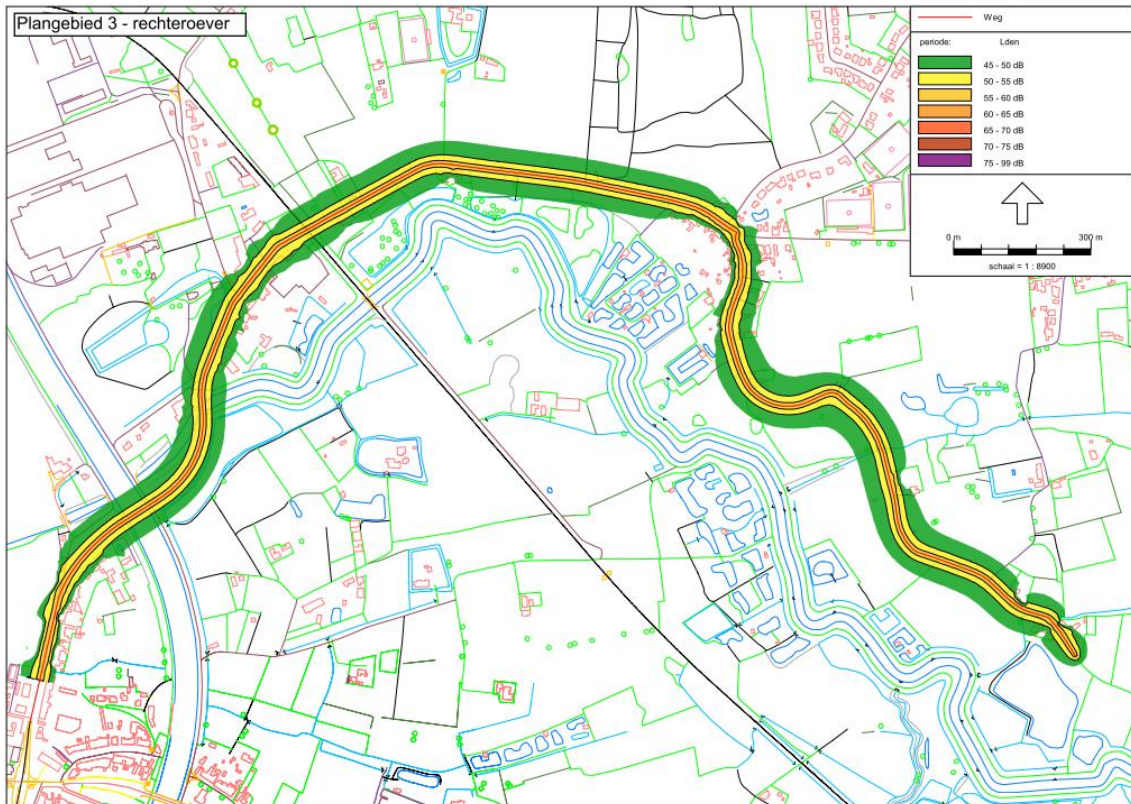 Plangebied 3 - rechteroever
Weg
periode: Lden
45 - 50 dB
50 - 55 dB
55 - 60 dB
60 - 65 dB
65 - 70 dB
70 - 75 dB
75 - 99 dB
0 m 300 m
schaal = 1 : 8900